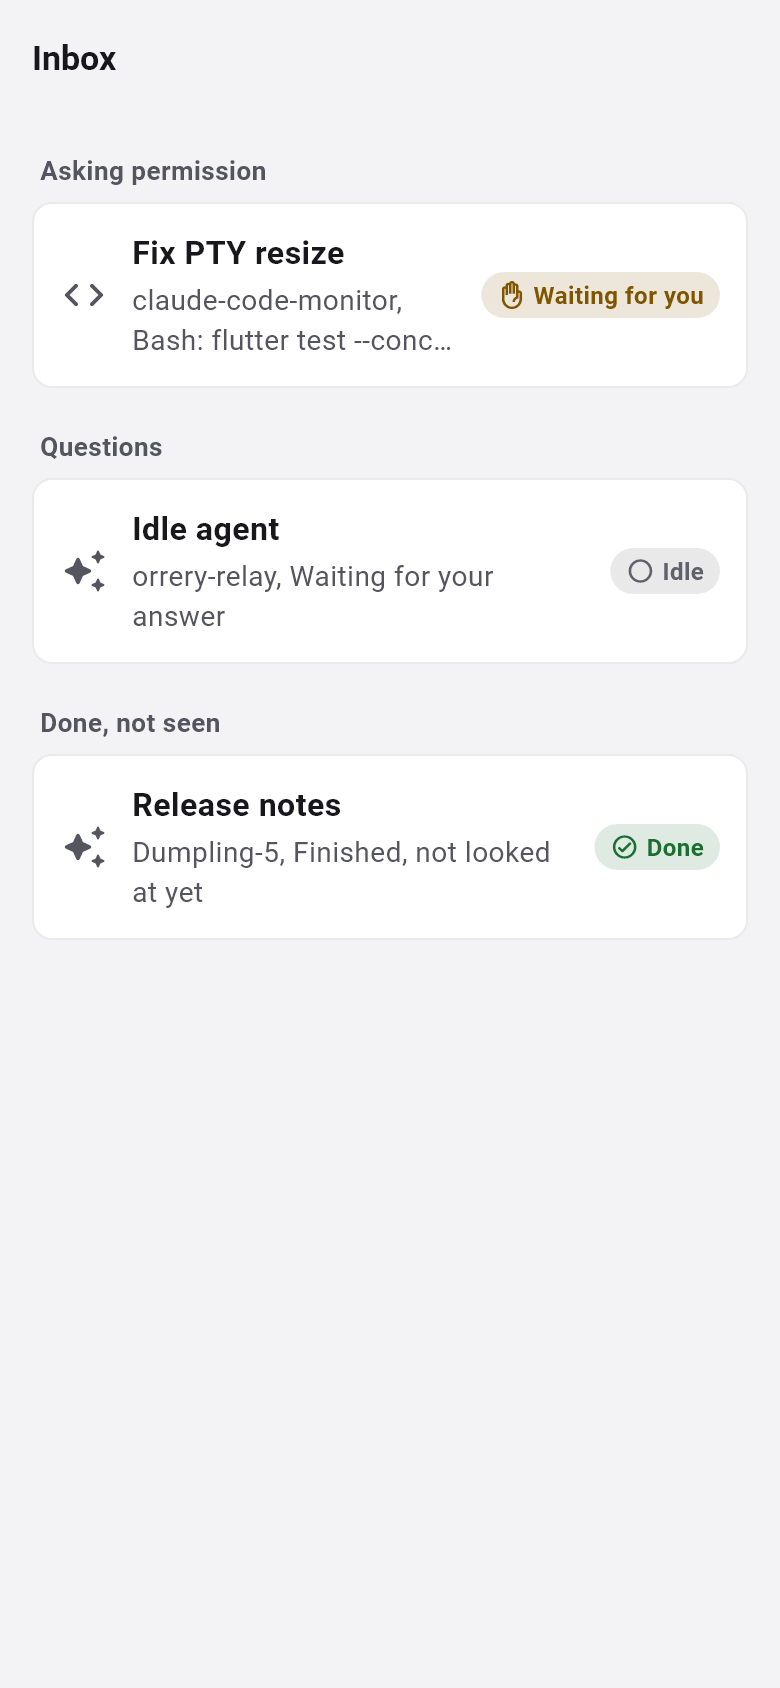 Inbox
Asking permission
Fix PTY resize
claude-code-monitor,
Bash: flutter test --conc…
Waiting for you
Questions
Idle agent
orrery-relay, Waiting for your
answer
Idle
Done, not seen
Release notes
Dumpling-5, Finished, not looked
at yet
Done